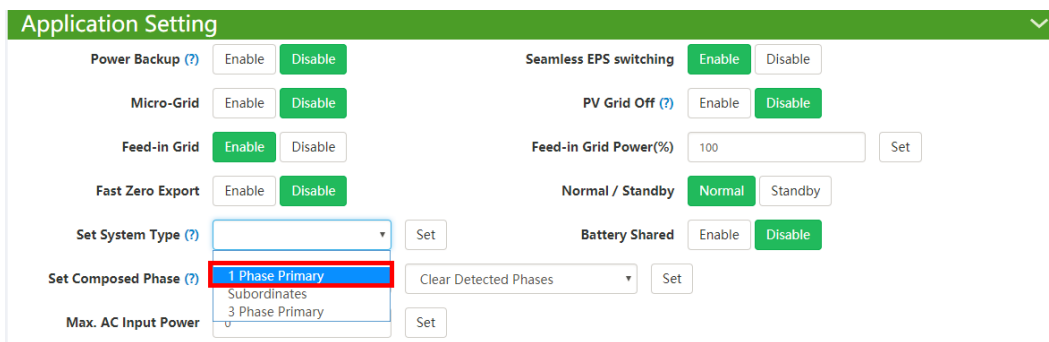 Application Setting
Power Backup (?) Enable Disable Seamless EPS switching Enable Disable
Micro-Grid Enable Disable PV Grid Off (?) Enable Disable
Feed-in Grid Enable Disable Feed-in Grid Power(%) 100 Set
Fast Zero Export Enable Disable Normal / Standby Normal Standby
Set System Type (?) Set Battery Shared Enable Disable
Set Composed Phase (?) 1 Phase Primary Clear Detected Phases Set
Subordinates
3 Phase Primary
Max. AC Input Power 0 Set